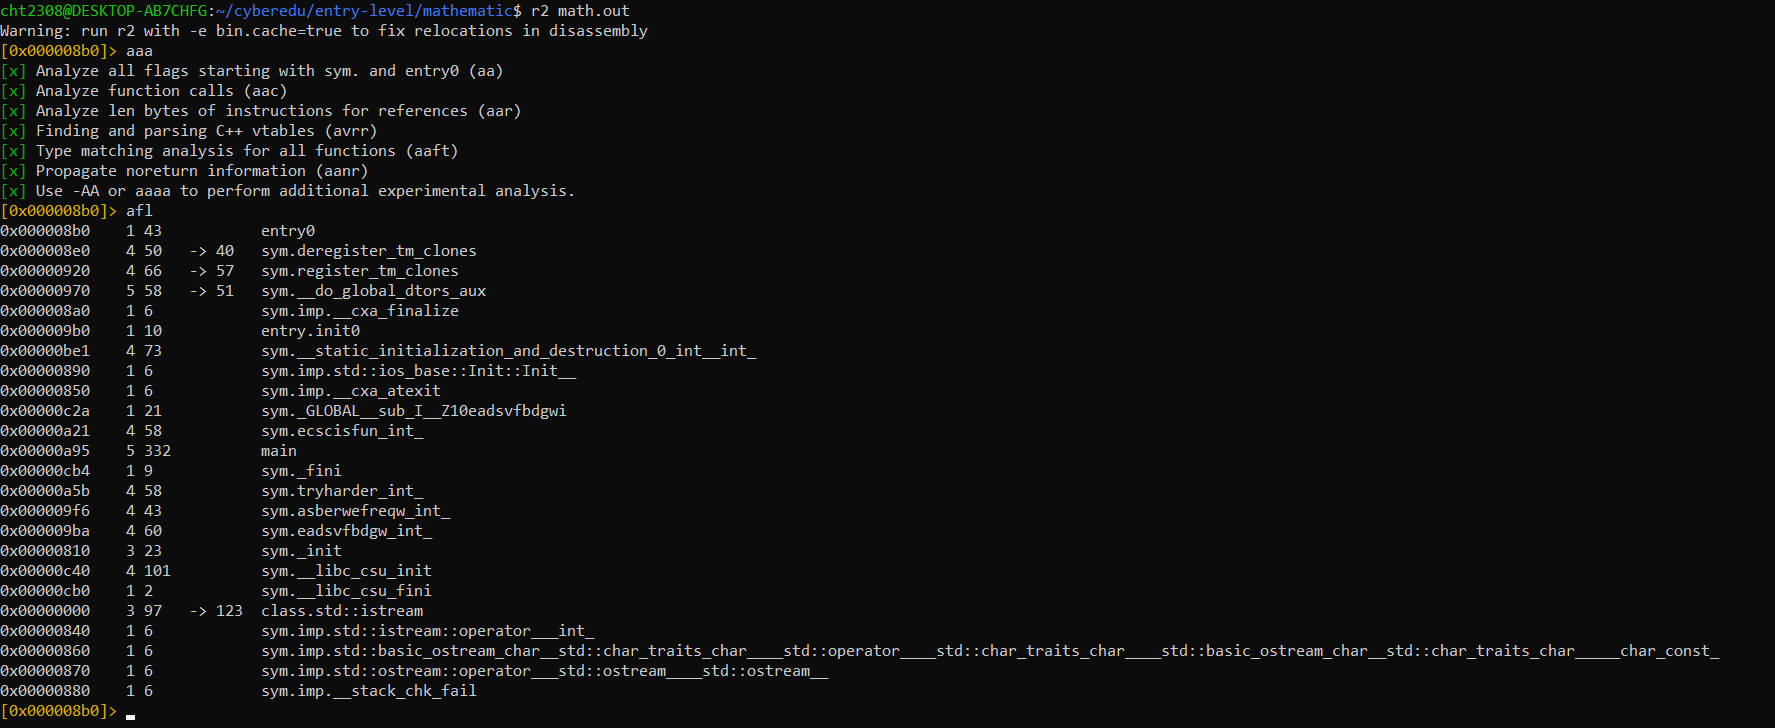 cht2308@DESKTOP-AB7CHFG:~/cyberedu/entry-level/mathematic$ r2 math.out
Warning: run r2 with -e bin.cache=true to fix relocations in disassembly
[0x000008b0]> aaa
[x] Analyze all flags starting with sym. and entry0 (aa)
[x] Analyze function calls (aac)
[x] Analyze len bytes of instructions for references (aar)
[x] Finding and parsing C++ vtables (avrr)
[x] Type matching analysis for all functions (aaft)
[x] Propagate noreturn information (aanr)
[x] Use -AA or aaaa to perform additional experimental analysis.
[0x000008b0]> afl
0x000008b0    1 43           entry0
0x000008e0    4 50   -> 40   sym.deregister_tm_clones
0x00000920    4 66   -> 57   sym.register_tm_clones
0x00000970    5 58   -> 51   sym.__do_global_dtors_aux
0x000008a0    1 6            sym.imp.__cxa_finalize
0x000009b0    1 10           entry.init0
0x00000be1    4 73           sym.__static_initialization_and_destruction_0_int__int_
0x00000890    1 6            sym.imp.std::ios_base::Init::Init__
0x00000850    1 6            sym.imp.__cxa_atexit
0x00000c2a    1 21           sym._GLOBAL__sub_I__Z10eadsvfbdgwi
0x00000a21    4 58           sym.ecscisfun_int_
0x00000a95    5 332          main
0x00000cb4    1 9            sym._fini
0x00000a5b    4 58           sym.tryharder_int_
0x000009f6    4 43           sym.asberwefreqw_int_
0x000009ba    4 60           sym.eadsvfbdgw_int_
0x00000810    3 23           sym._init
0x00000c40    4 101          sym.__libc_csu_init
0x00000cb0    1 2            sym.__libc_csu_fini
0x00000000    3 97   -> 123  class.std::istream
0x00000840    1 6            sym.imp.std::istream::operator___int_
0x00000860    1 6            sym.imp.std::basic_ostream_char__std::char_traits_char____std::operator____std::char_traits_char____std::basic_ostream_char__std::char_traits_char_____char_const_
0x00000870    1 6            sym.imp.std::ostream::operator___std::ostream____std::ostream__
0x00000880    1 6            sym.imp.__stack_chk_fail
[0x000008b0]>